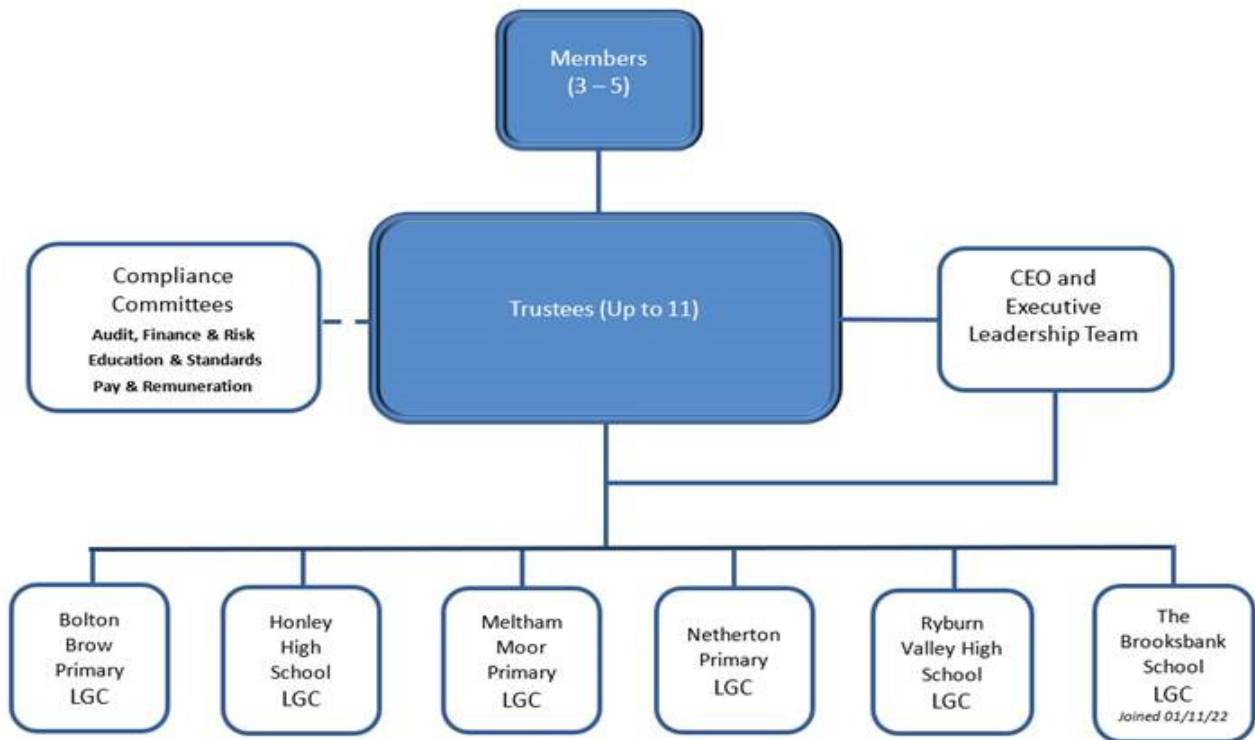 Members
(3 – 5)
Compliance
Committees
Audit, Finance & Risk
Education & Standards
Pay & Remuneration
Trustees (Up to 11)
CEO and
Executive
Leadership Team
Bolton
Brow
Primary
LGC
Honley
High
School
LGC
Meltham
Moor
Primary
LGC
Netherton
Primary
LGC
Ryburn
Valley High
School
LGC
The
Brooksbank
School
LGC
Joined 01/11/22